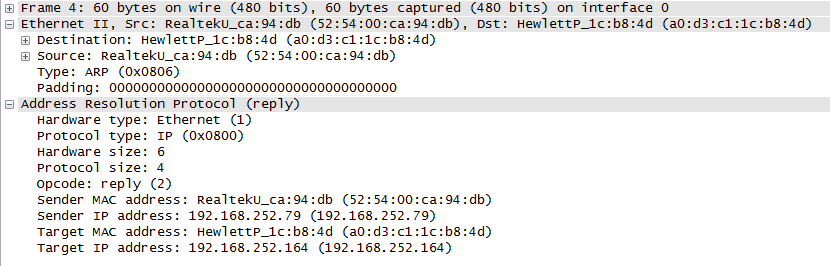 Frame 4: 60 bytes on wire (480 bits), 60 bytes captured (480 bits) on interface 0
Ethernet II, Src: RealtekU_ca:94:db (52:54:00:ca:94:db), Dst: HewlettP_1c:b8:4d (a0:d3:c1:1c:b8:4d)
Destination: HewlettP_1c:b8:4d (a0:d3:c1:1c:b8:4d)
Source: RealtekU_ca:94:db (52:54:00:ca:94:db)
Type: ARP (0x0806)
Padding: 000000000000000000000000000000000000
Address Resolution Protocol (reply)
Hardware type: Ethernet (1)
Protocol type: IP (0x0800)
Hardware size: 6
Protocol size: 4
Opcode: reply (2)
Sender MAC address: RealtekU_ca:94:db (52:54:00:ca:94:db)
Sender IP address: 192.168.252.79 (192.168.252.79)
Target MAC address: HewlettP_1c:b8:4d (a0:d3:c1:1c:b8:4d)
Target IP address: 192.168.252.164 (192.168.252.164)